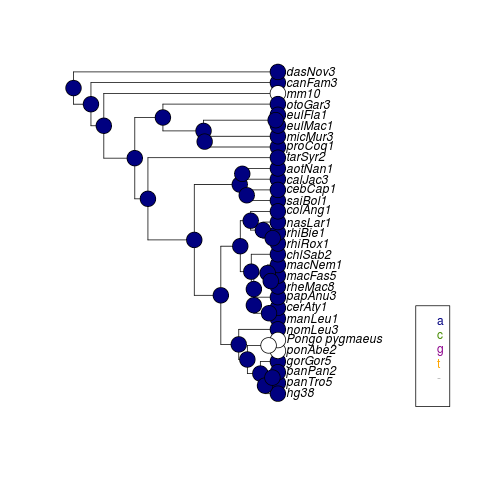 dasNov3
canFam3
mm10
otoGar3
eulFla1
eulMac1
micMur3
proCoq1
tarSyr2
aotNan1
calJac3
cebCap1
saiBol1
colAng1
nasLar1
rhiBie1
rhiRox1
chlSab2
macNem1
macFas5
rheMac8
papAnu3
cerAty1
manLeu1
nomLeu3
Pongo pygmaeus
ponAbe2
gorGor5
panPan2
panTro5
hg38
a
c
g
t
-